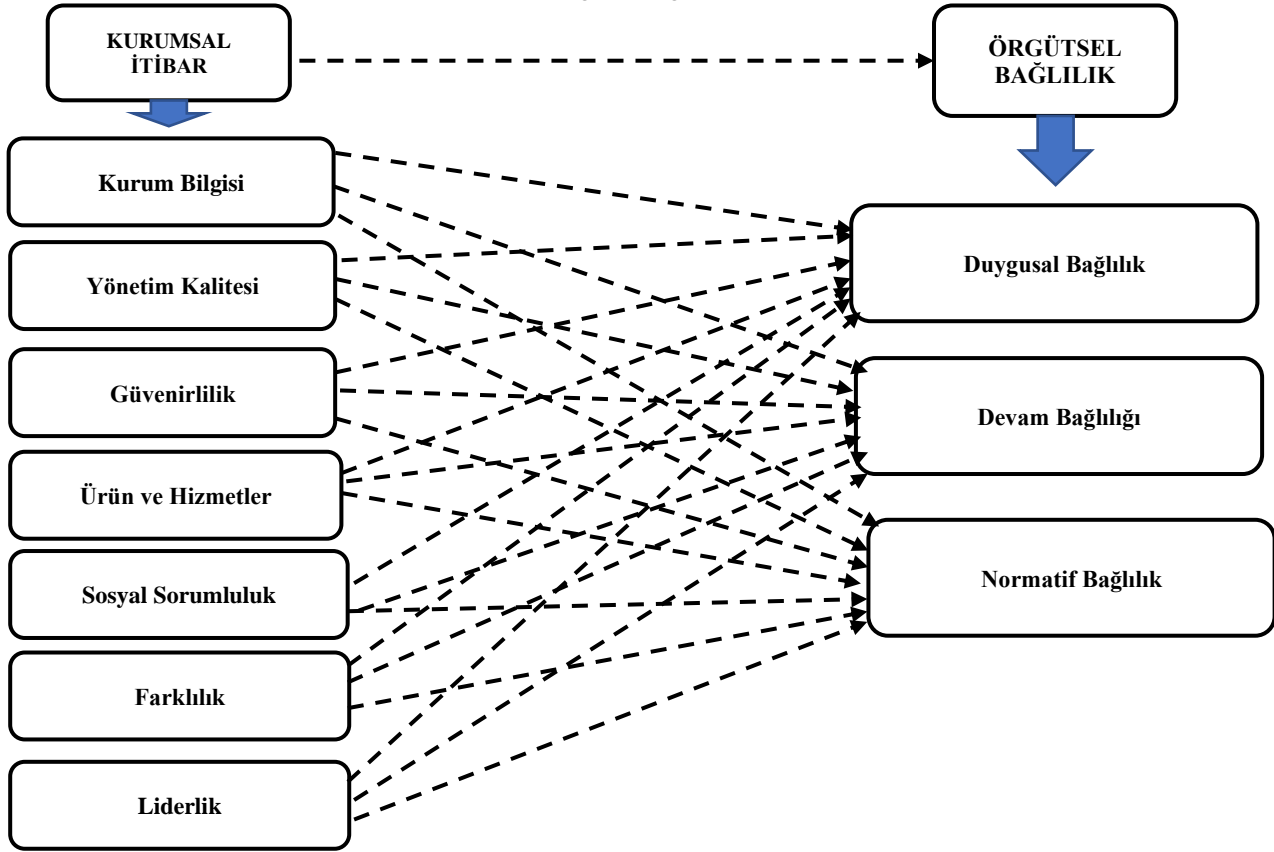 KURUMSAL
İTİBAR
ÖRGÜTSEL
BAĞLILIK
Kurum Bilgisi
Yönetim Kalitesi
Güvenirlilik
Ürün ve Hizmetler
Sosyal Sorumluluk
Farklılık
Liderlik
Duygusal Bağlılık
Devam Bağlılığı
Normatif Bağlılık